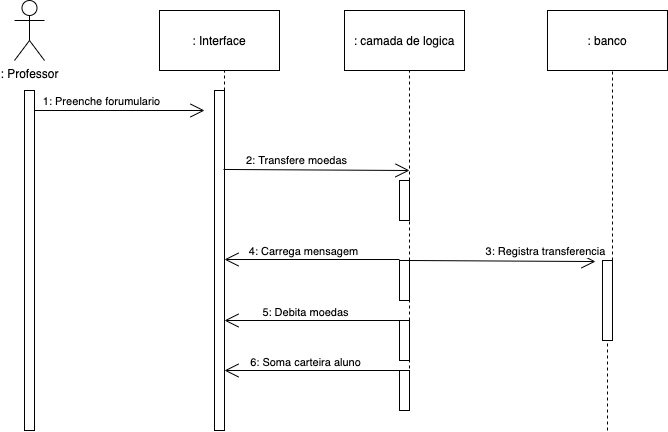 : Interface
: camada de logica
: banco
: Professor
1: Preenche forumulario
2: Transfere moedas
4: Carrega mensagem
3: Registra transferencia
5: Debita moedas
6: Soma carteira aluno